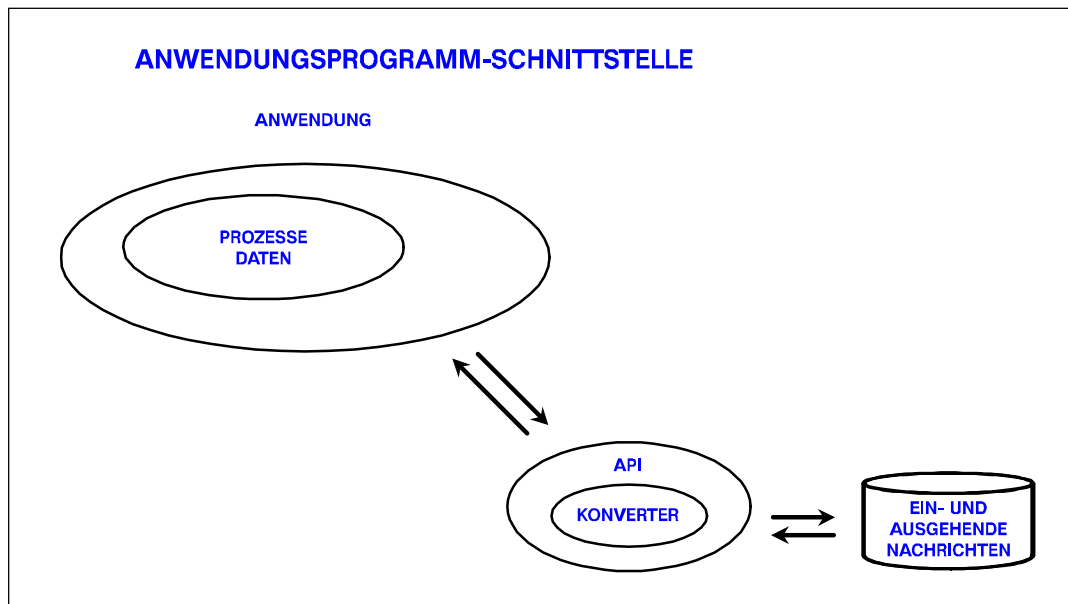 ANWENDUNGSPROGRAMM-SCHNITTSTELLE
ANWENDUNG
PROZESSE
DATEN
API
KONVERTER
EIN- UND
AUSGEHENDE
NACHRICHTEN